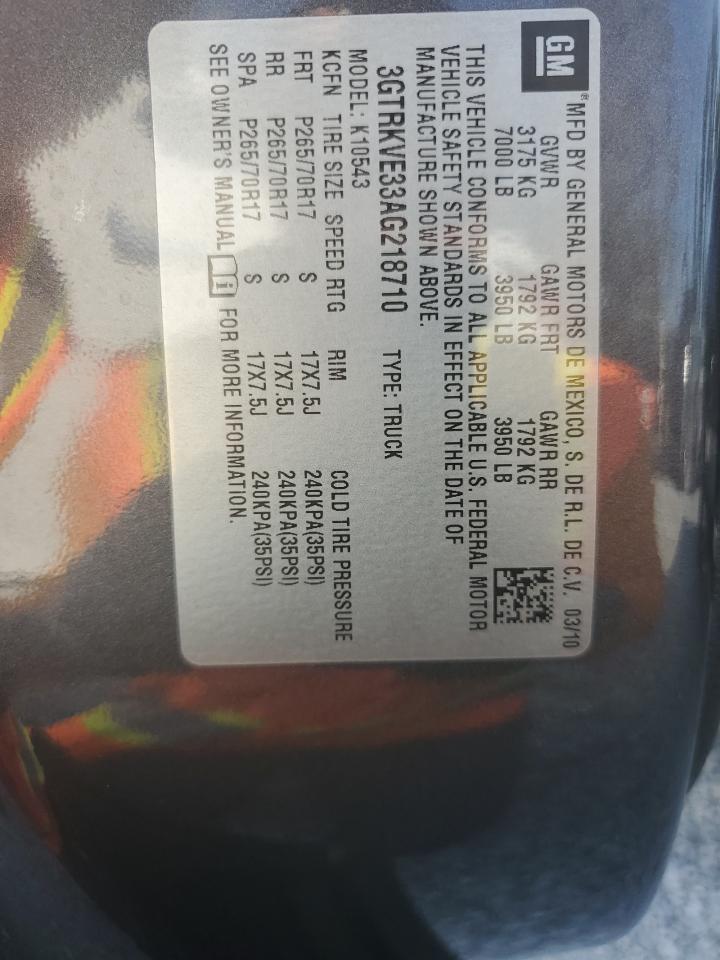 GM
® MFD BY GENERAL MOTORS DE MEXICO, S. DE R.L. DE C.V. 03/10
GVWR GAWR FRT GAWR RR
3175 KG 1792 KG 1792 KG
7000 LB 3950 LB 3950 LB
THIS VEHICLE CONFORMS TO ALL APPLICABLE U.S. FEDERAL MOTOR
VEHICLE SAFETY STANDARDS IN EFFECT ON THE DATE OF
MANUFACTURE SHOWN ABOVE.
3GTRKVE33AG218710 TYPE: TRUCK
MODEL: K10543
KCFN TIRE SIZE SPEED RTG RIM COLD TIRE PRESSURE
FRT P265/70R17 S 17X7.5J 240KPA(35PSI)
RR P265/70R17 S 17X7.5J 240KPA(35PSI)
SPA P265/70R17 S 17X7.5J 240KPA(35PSI)
SEE OWNER'S MANUAL i FOR MORE INFORMATION.